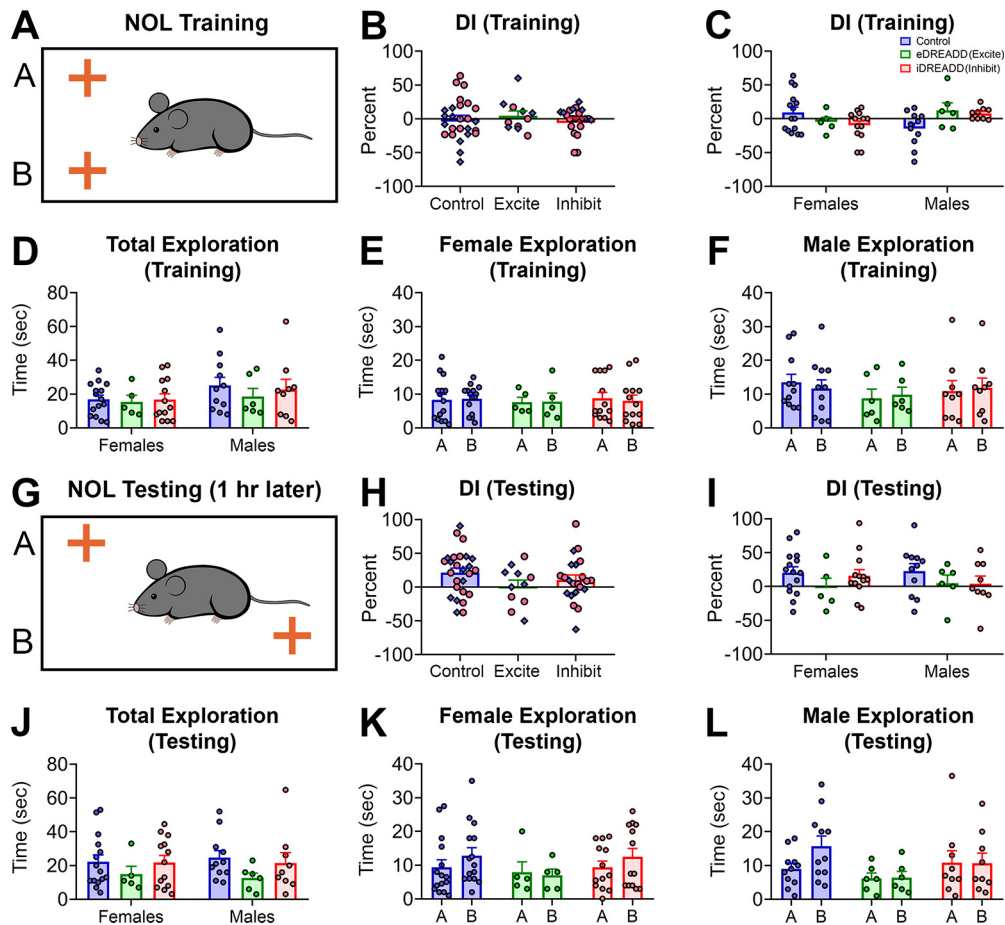 A
NOL Training
A
B
B
DI (Training)
Percent
100
50
0
-50
-100
Control
Excite
Inhibit
C
DI (Training)
Control
eDREADD(Excite)
iDREADD(Inhibit)
Percent
100
50
0
-50
-100
Females
Males
D
Total Exploration
(Training)
Time (sec)
80
60
40
20
0
Females
Males
E
Female Exploration
(Training)
Time (sec)
40
30
20
10
0
A B A B A B
F
Male Exploration
(Training)
Time (sec)
40
30
20
10
0
A B A B A B
G
NOL Testing (1 hr later)
A
B
H
DI (Testing)
Percent
100
50
0
-50
-100
Control
Excite
Inhibit
I
DI (Testing)
Percent
100
50
0
-50
-100
Females
Males
J
Total Exploration
(Testing)
Time (sec)
80
60
40
20
0
Females
Males
K
Female Exploration
(Testing)
Time (sec)
40
30
20
10
0
A B A B A B
L
Male Exploration
(Testing)
Time (sec)
40
30
20
10
0
A B A B A B